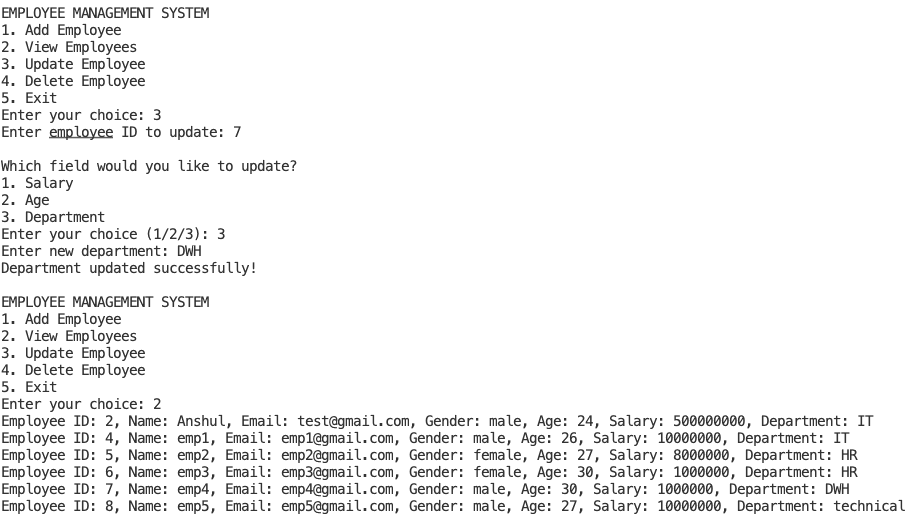 EMPLOYEE MANAGEMENT SYSTEM
1. Add Employee
2. View Employees
3. Update Employee
4. Delete Employee
5. Exit
Enter your choice: 3
Enter employee ID to update: 7
Which field would you like to update?
1. Salary
2. Age
3. Department
Enter your choice (1/2/3): 3
Enter new department: DWH
Department updated successfully!
EMPLOYEE MANAGEMENT SYSTEM
1. Add Employee
2. View Employees
3. Update Employee
4. Delete Employee
5. Exit
Enter your choice: 2
Employee ID: 2, Name: Anshul, Email: test@gmail.com, Gender: male, Age: 24, Salary: 500000000, Department: IT
Employee ID: 4, Name: emp1, Email: emp1@gmail.com, Gender: male, Age: 26, Salary: 10000000, Department: IT
Employee ID: 5, Name: emp2, Email: emp2@gmail.com, Gender: female, Age: 27, Salary: 8000000, Department: HR
Employee ID: 6, Name: emp3, Email: emp3@gmail.com, Gender: female, Age: 30, Salary: 1000000, Department: HR
Employee ID: 7, Name: emp4, Email: emp4@gmail.com, Gender: male, Age: 30, Salary: 1000000, Department: DWH
Employee ID: 8, Name: emp5, Email: emp5@gmail.com, Gender: male, Age: 27, Salary: 10000000, Department: technical